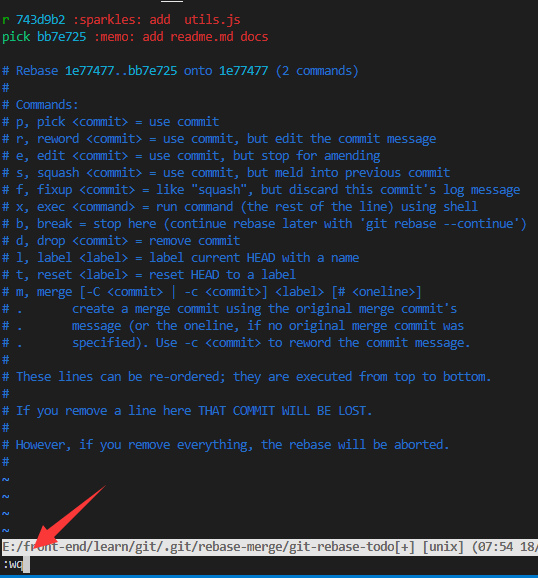 r 743d9b2 :sparkles: add  utils.js
pick bb7e725 :memo: add readme.md docs

# Rebase 1e77477..bb7e725 onto 1e77477 (2 commands)
#
# Commands:
# p, pick <commit> = use commit
# r, reword <commit> = use commit, but edit the commit message
# e, edit <commit> = use commit, but stop for amending
# s, squash <commit> = use commit, but meld into previous commit
# f, fixup <commit> = like "squash", but discard this commit's log message
# x, exec <command> = run command (the rest of the line) using shell
# b, break = stop here (continue rebase later with 'git rebase --continue')
# d, drop <commit> = remove commit
# l, label <label> = label current HEAD with a name
# t, reset <label> = reset HEAD to a label
# m, merge [-C <commit> | -c <commit>] <label> [# <oneline>]
# .       create a merge commit using the original merge commit's
# .       message (or the oneline, if no original merge commit was
# .       specified). Use -c <commit> to reword the commit message.
#
# These lines can be re-ordered; they are executed from top to bottom.
#
# If you remove a line here THAT COMMIT WILL BE LOST.
#
# However, if you remove everything, the rebase will be aborted.
#
~
~
~
~
E:/front-end/learn/git/.git/rebase-merge/git-rebase-todo[+] [unix] (07:54 18/
:wq